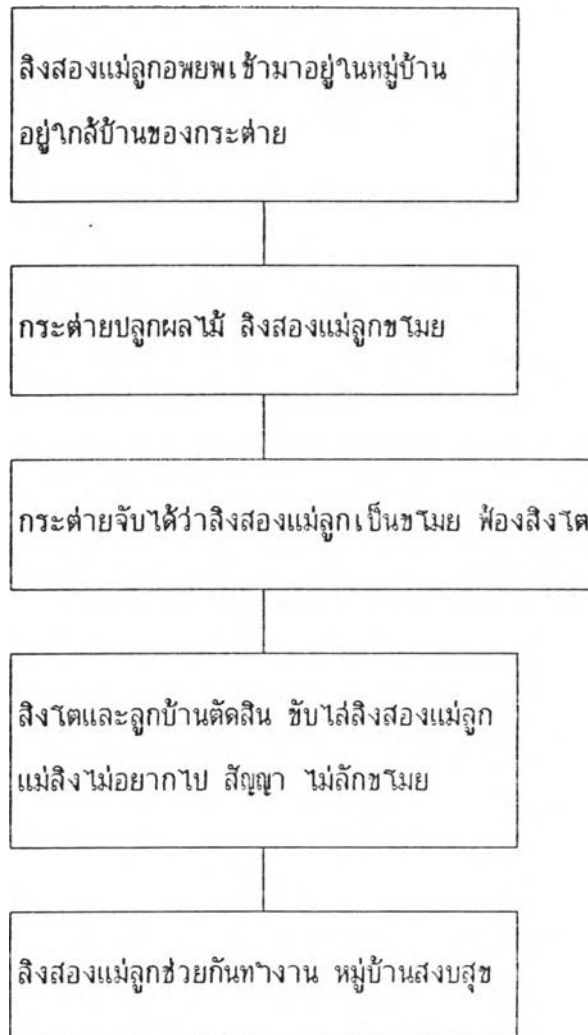 ลิงสองแม่ลูกอพยพเข้ามาอยู่ในหมู่บ้าน
อยู่ใกล้บ้านของกระต่าย
กระต่ายปลูกผลไม้ ลิงสองแม่ลูกขโมย
กระต่ายจับได้ว่าลิงสองแม่ลูกเป็นขโมย ฟ้องสิงโต
สิงโตและลูกบ้านตัดสิน ขับไล่ลิงสองแม่ลูก
แม่ลิงไม่อยากไป สัญญา ไม่ลักขโมย
ลิงสองแม่ลูกช่วยกันทำงาน หมู่บ้านสงบสุข